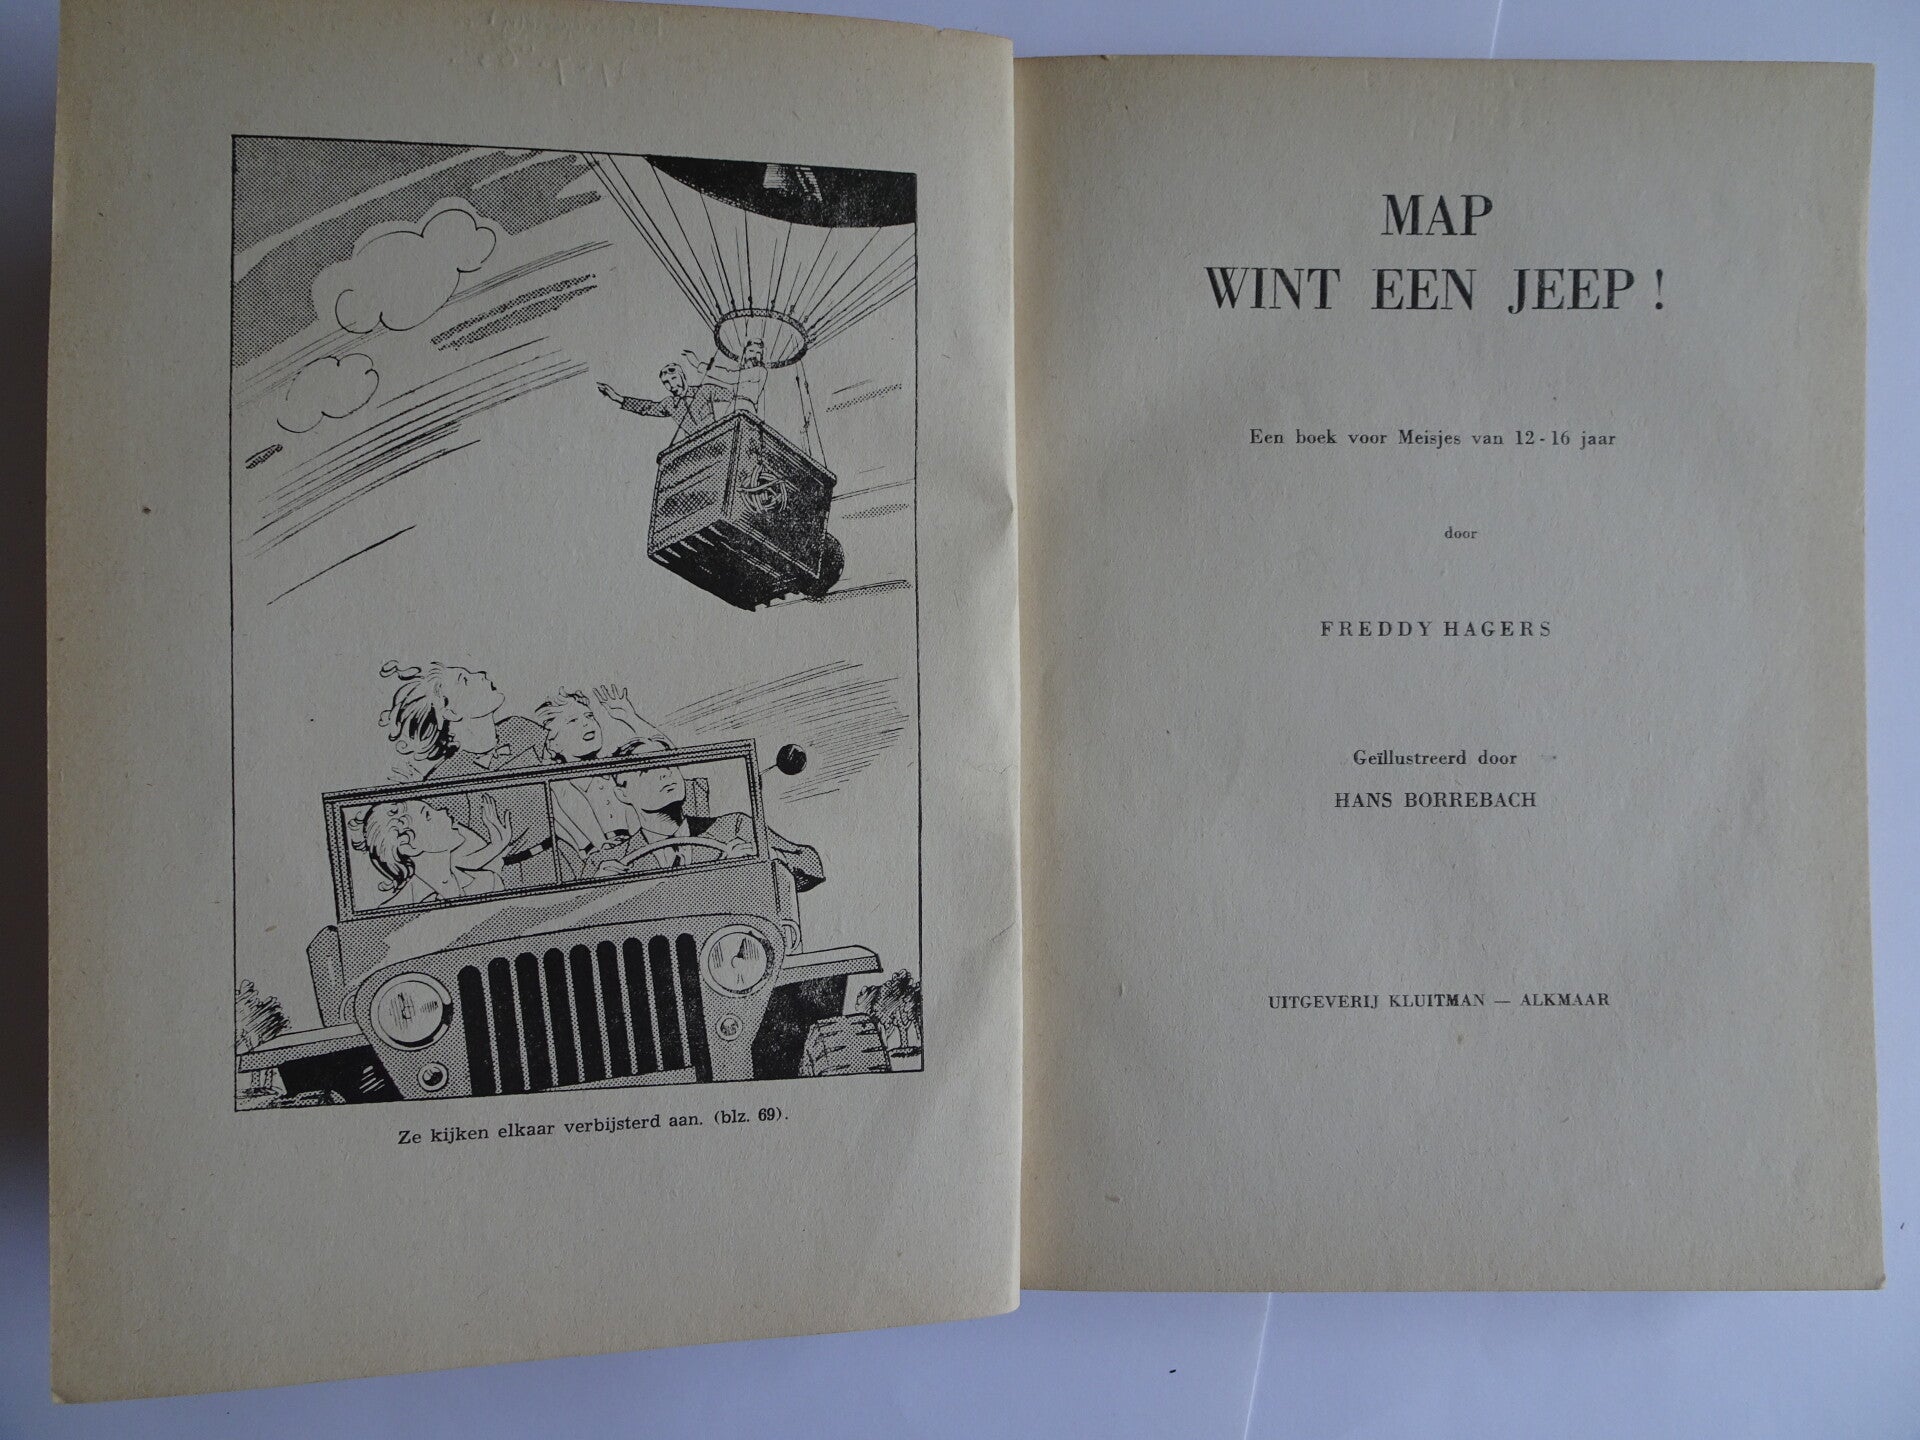 Ze kijken elkaar verbijsterd aan. (blz. 69).
MAP
WINT EEN JEEP!
Een boek voor Meisjes van 12 - 16 jaar
door
FREDDY HAGERS
Geïllustreerd door
HANS BORREBACH
UITGEVERIJ KLUITMAN — ALKMAAR